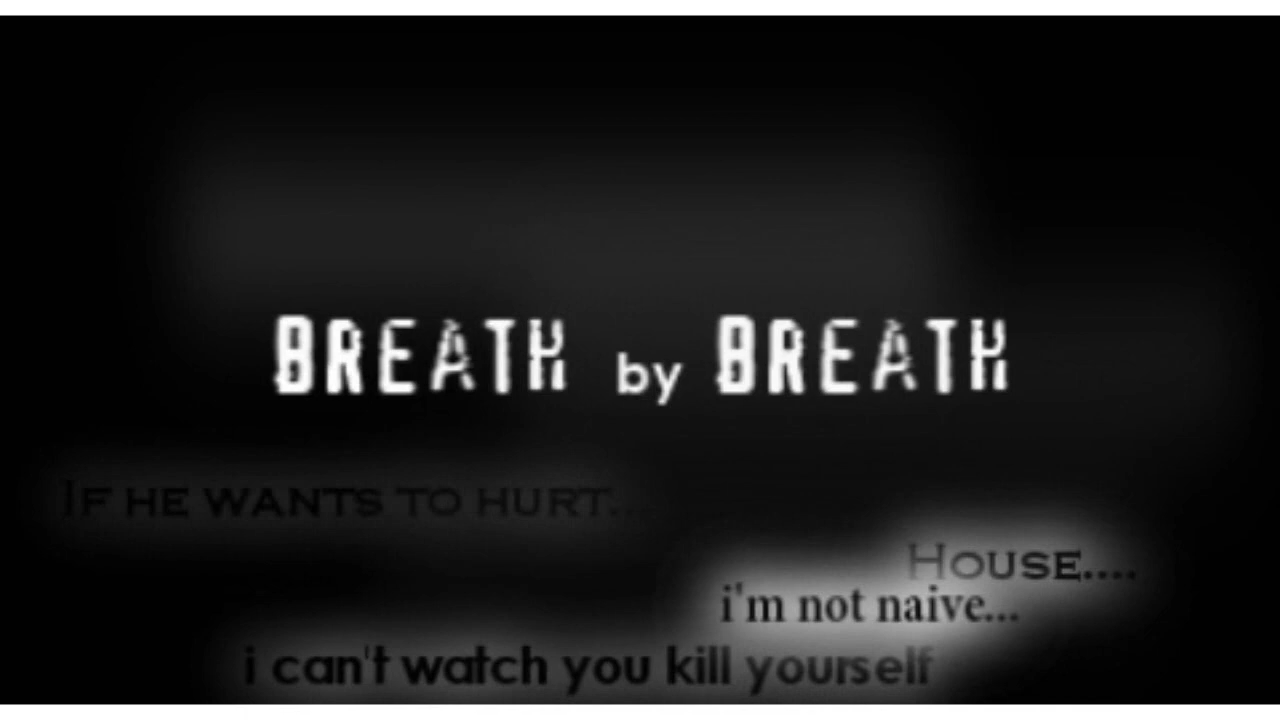 BREATH by BREATH
IF HE WANTS TO HURT...
HOUSE....
i'm not naive...
i can't watch you kill yourself